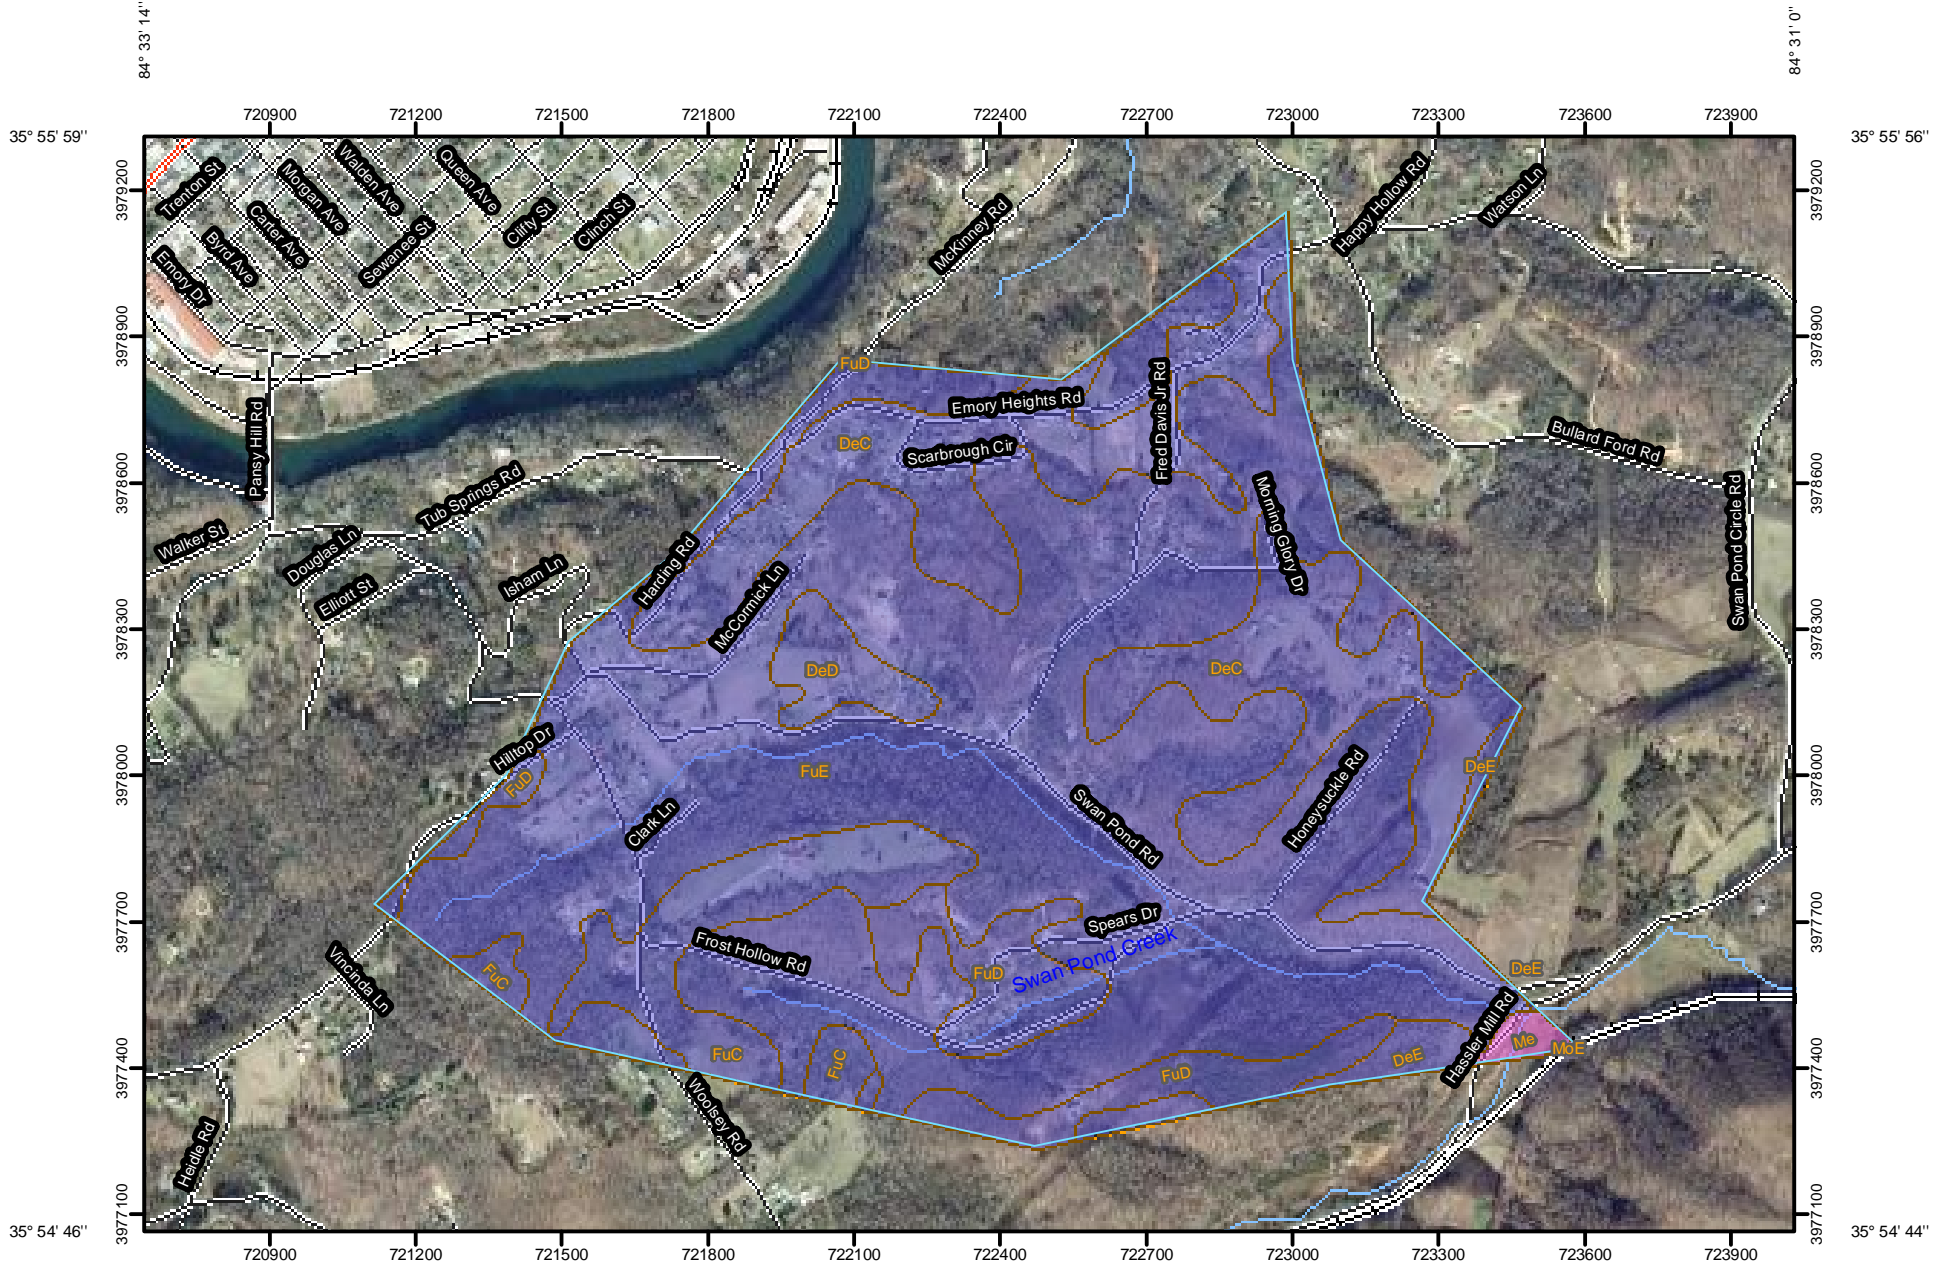 84° 33' 14"
84° 31' 0"
720900
721200
721500
721800
722100
722400
722700
723000
723300
723600
723900
35° 55' 59"
35° 55' 56"
3979200
3979200
Trenton St
Walden Ave
Queen Ave
Morgan Ave
Carter Ave
Byrd Ave
Emory Dr
Sewanee St
Clifty St
Clinch St
McKinney Rd
Happy Hollow Rd
Watson Ln
3978900
3978900
FuD
Emory Heights Rd
Fred Davis Jr Rd
Pansy Hill Rd
DeC
Scarbrough Cir
Bullard Ford Rd
3978600
3978600
Tub Springs Rd
Walker St
Douglas Ln
Elliott St
Isham Ln
Harding Rd
McCormick Ln
Morning Glory Dr
Swan Pond Circle Rd
3978300
3978300
DeD
DeC
Hilltop Dr
FuD
FuE
DeE
3978000
3978000
Clark Ln
Swan Pond Rd
Honeysuckle Rd
3977700
3977700
Spears Dr
Frost Hollow Rd
Swan Pond Creek
FuD
FuC
Vincinda Ln
DeE
Hassler Mill Rd
Me
MoE
FuC
FuC
FuD
DeE
3977400
3977400
Woolsey Rd
Heidle Rd
3977100
3977100
35° 54' 46"
35° 54' 44"
720900
721200
721500
721800
722100
722400
722700
723000
723300
723600
723900